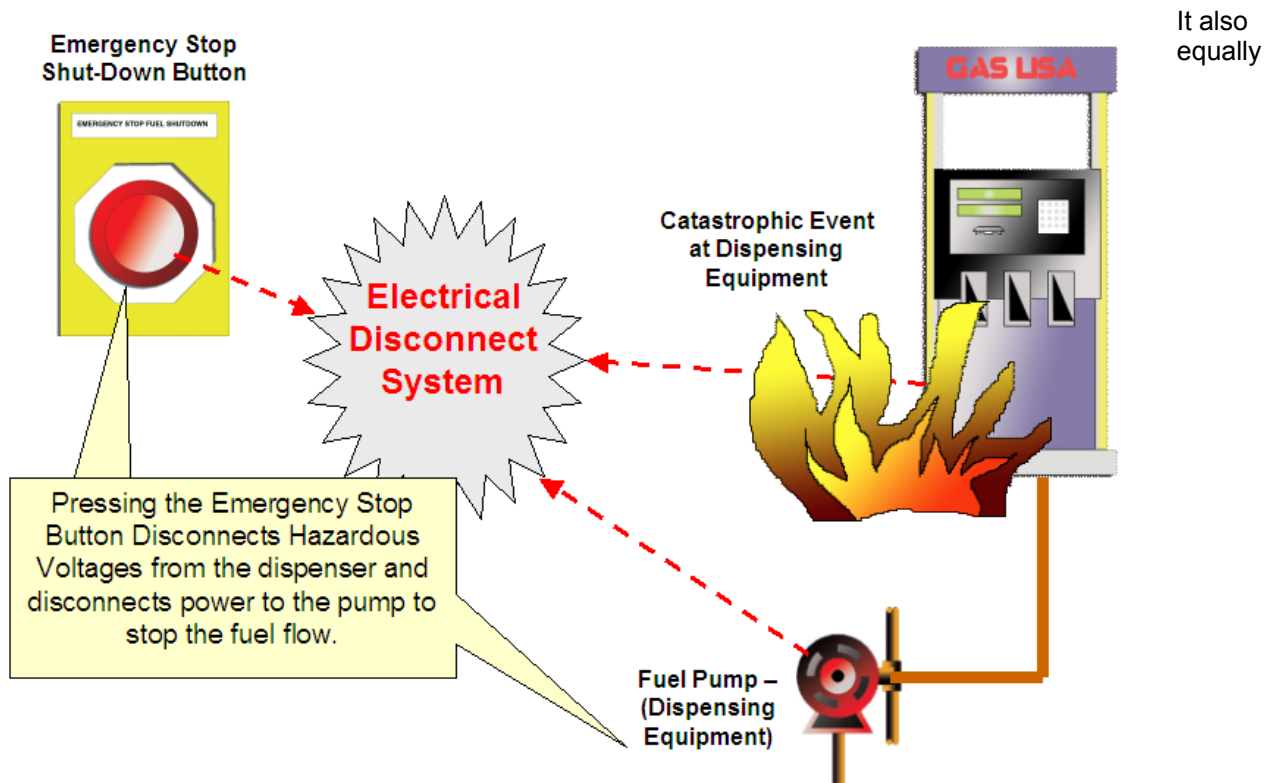 It also
equally
Emergency Stop
Shut-Down Button
EMERGENCY STOP FUEL SHUTDOWN
GAS USA
Catastrophic Event
at Dispensing
Equipment
Electrical
Disconnect
System
Pressing the Emergency Stop
Button Disconnects Hazardous
Voltages from the dispenser and
disconnects power to the pump to
stop the fuel flow.
Fuel Pump –
(Dispensing
Equipment)